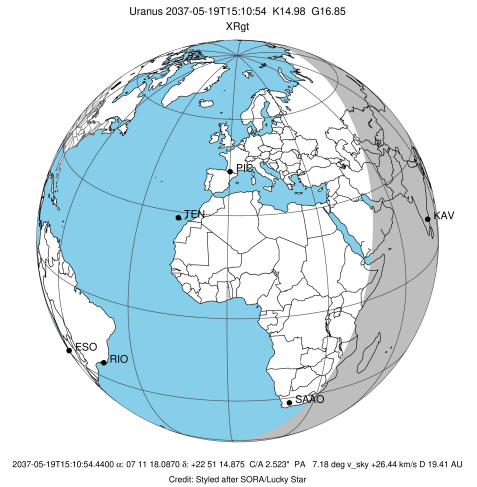 Uranus 2037-05-19T15:10:54 K14.98 G16.85
XRgt
PIC
TEN
KAV
ESO
RIO
SAAO
2037-05-19T15:10:54.4400 α: 07 11 18.0870 δ: +22 51 14.875 C/A 2.523" PA 7.18 deg v_sky +26.44 km/s D 19.41 AU
Credit: Styled after SORA/Lucky Star